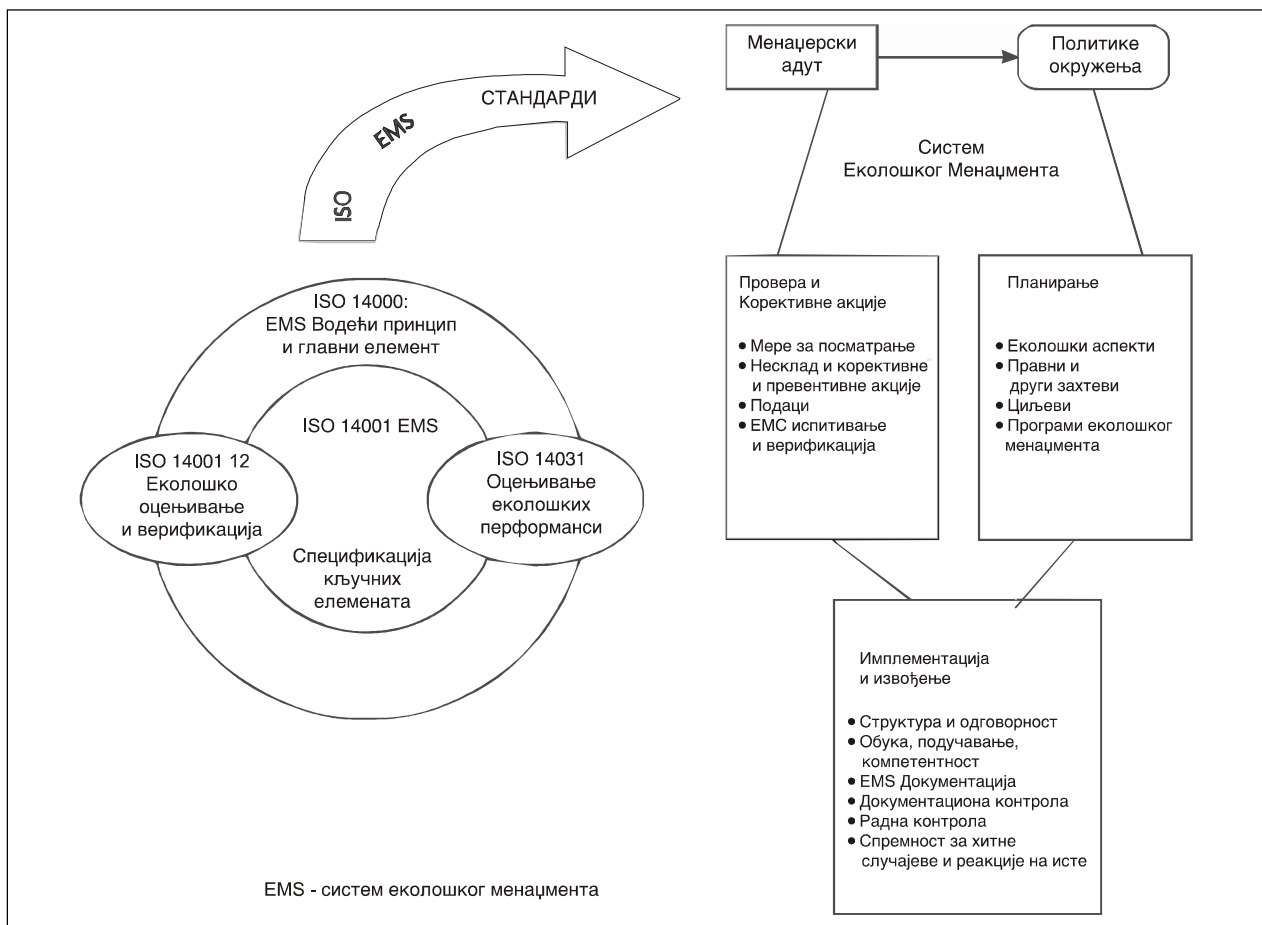 ISO
EMS
СТАНДАРДИ
ISO 14000:
EMS Водећи принцип
и главни елемент
ISO 14001 EMS
ISO 14001 12
Еколошко
оцењивање
и верификација
ISO 14031
Оцењивање
еколошких
перформанси
Спецификација
кључних
елемената
EMS - систем еколошког менаџмента
Менаџерски
адут
Политике
окружења
Систем
Еколошког Менаџмента
Провера и
Корективне акције
• Мере за посматрање
• Несклад и корективне
и превентивне акције
• Подаци
• ЕМС испитивање
и верификација
Планирање
• Еколошки аспекти
• Правни и
други захтеви
• Циљеви
• Програми еколошког
менаџмента
Имплементација
и извођење
• Структура и одговорност
• Обука, подучавање,
компетентност
• EMS Документација
• Документациона контрола
• Радна контрола
• Спремност за хитне
случајеве и реакције на исте